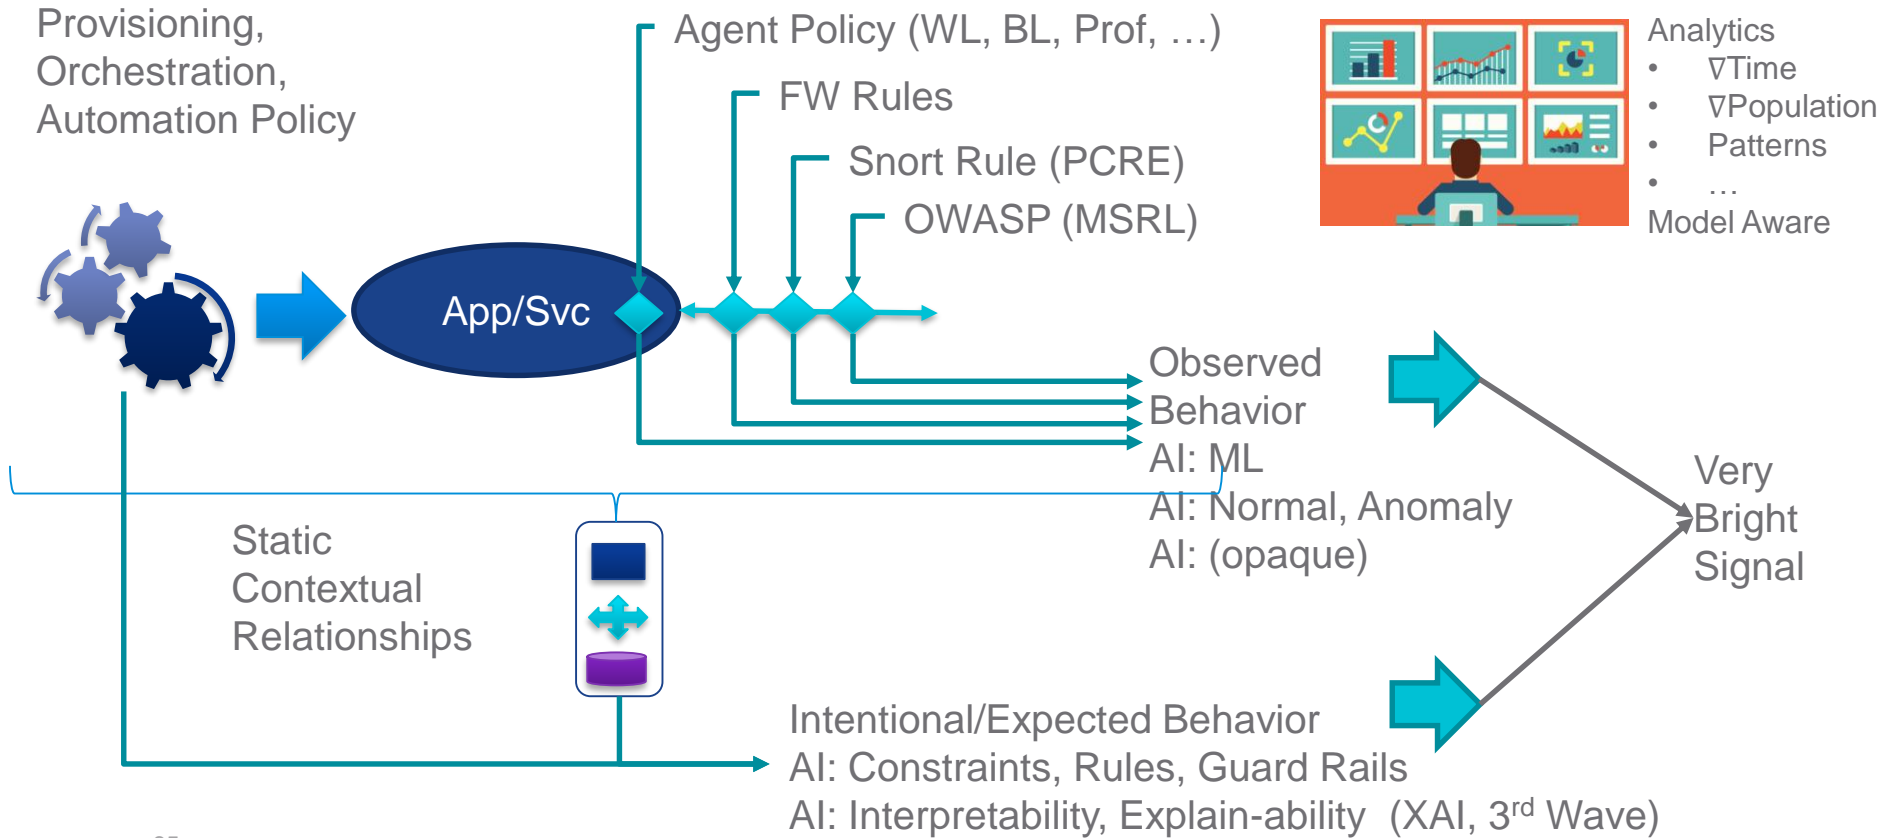 Provisioning,
Orchestration,
Automation Policy
Agent Policy (WL, BL, Prof, …)
FW Rules
Snort Rule (PCRE)
OWASP (MSRL)
Analytics
• ∇Time
• ∇Population
• Patterns
• …
Model Aware
App/Svc
Observed
Behavior
AI: ML
AI: Normal, Anomaly
AI: (opaque)
Very
Bright
Signal
Static
Contextual
Relationships
Intentional/Expected Behavior
AI: Constraints, Rules, Guard Rails
AI: Interpretability, Explain-ability (XAI, 3rd Wave)